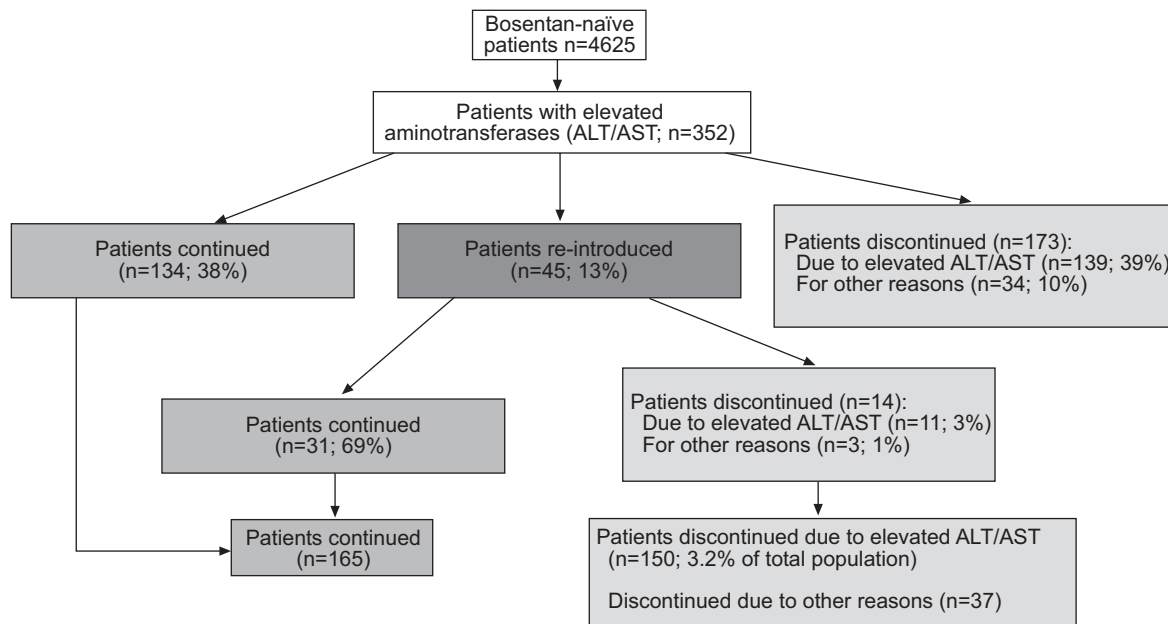 Bosentan-naïve
patients n=4625
Patients with elevated
aminotransferases (ALT/AST; n=352)
Patients continued
(n=134; 38%)
Patients re-introduced
(n=45; 13%)
Patients discontinued (n=173):
Due to elevated ALT/AST (n=139; 39%)
For other reasons (n=34; 10%)
Patients continued
(n=31; 69%)
Patients discontinued (n=14):
Due to elevated ALT/AST (n=11; 3%)
For other reasons (n=3; 1%)
Patients continued
(n=165)
Patients discontinued due to elevated ALT/AST
(n=150; 3.2% of total population)
Discontinued due to other reasons (n=37)